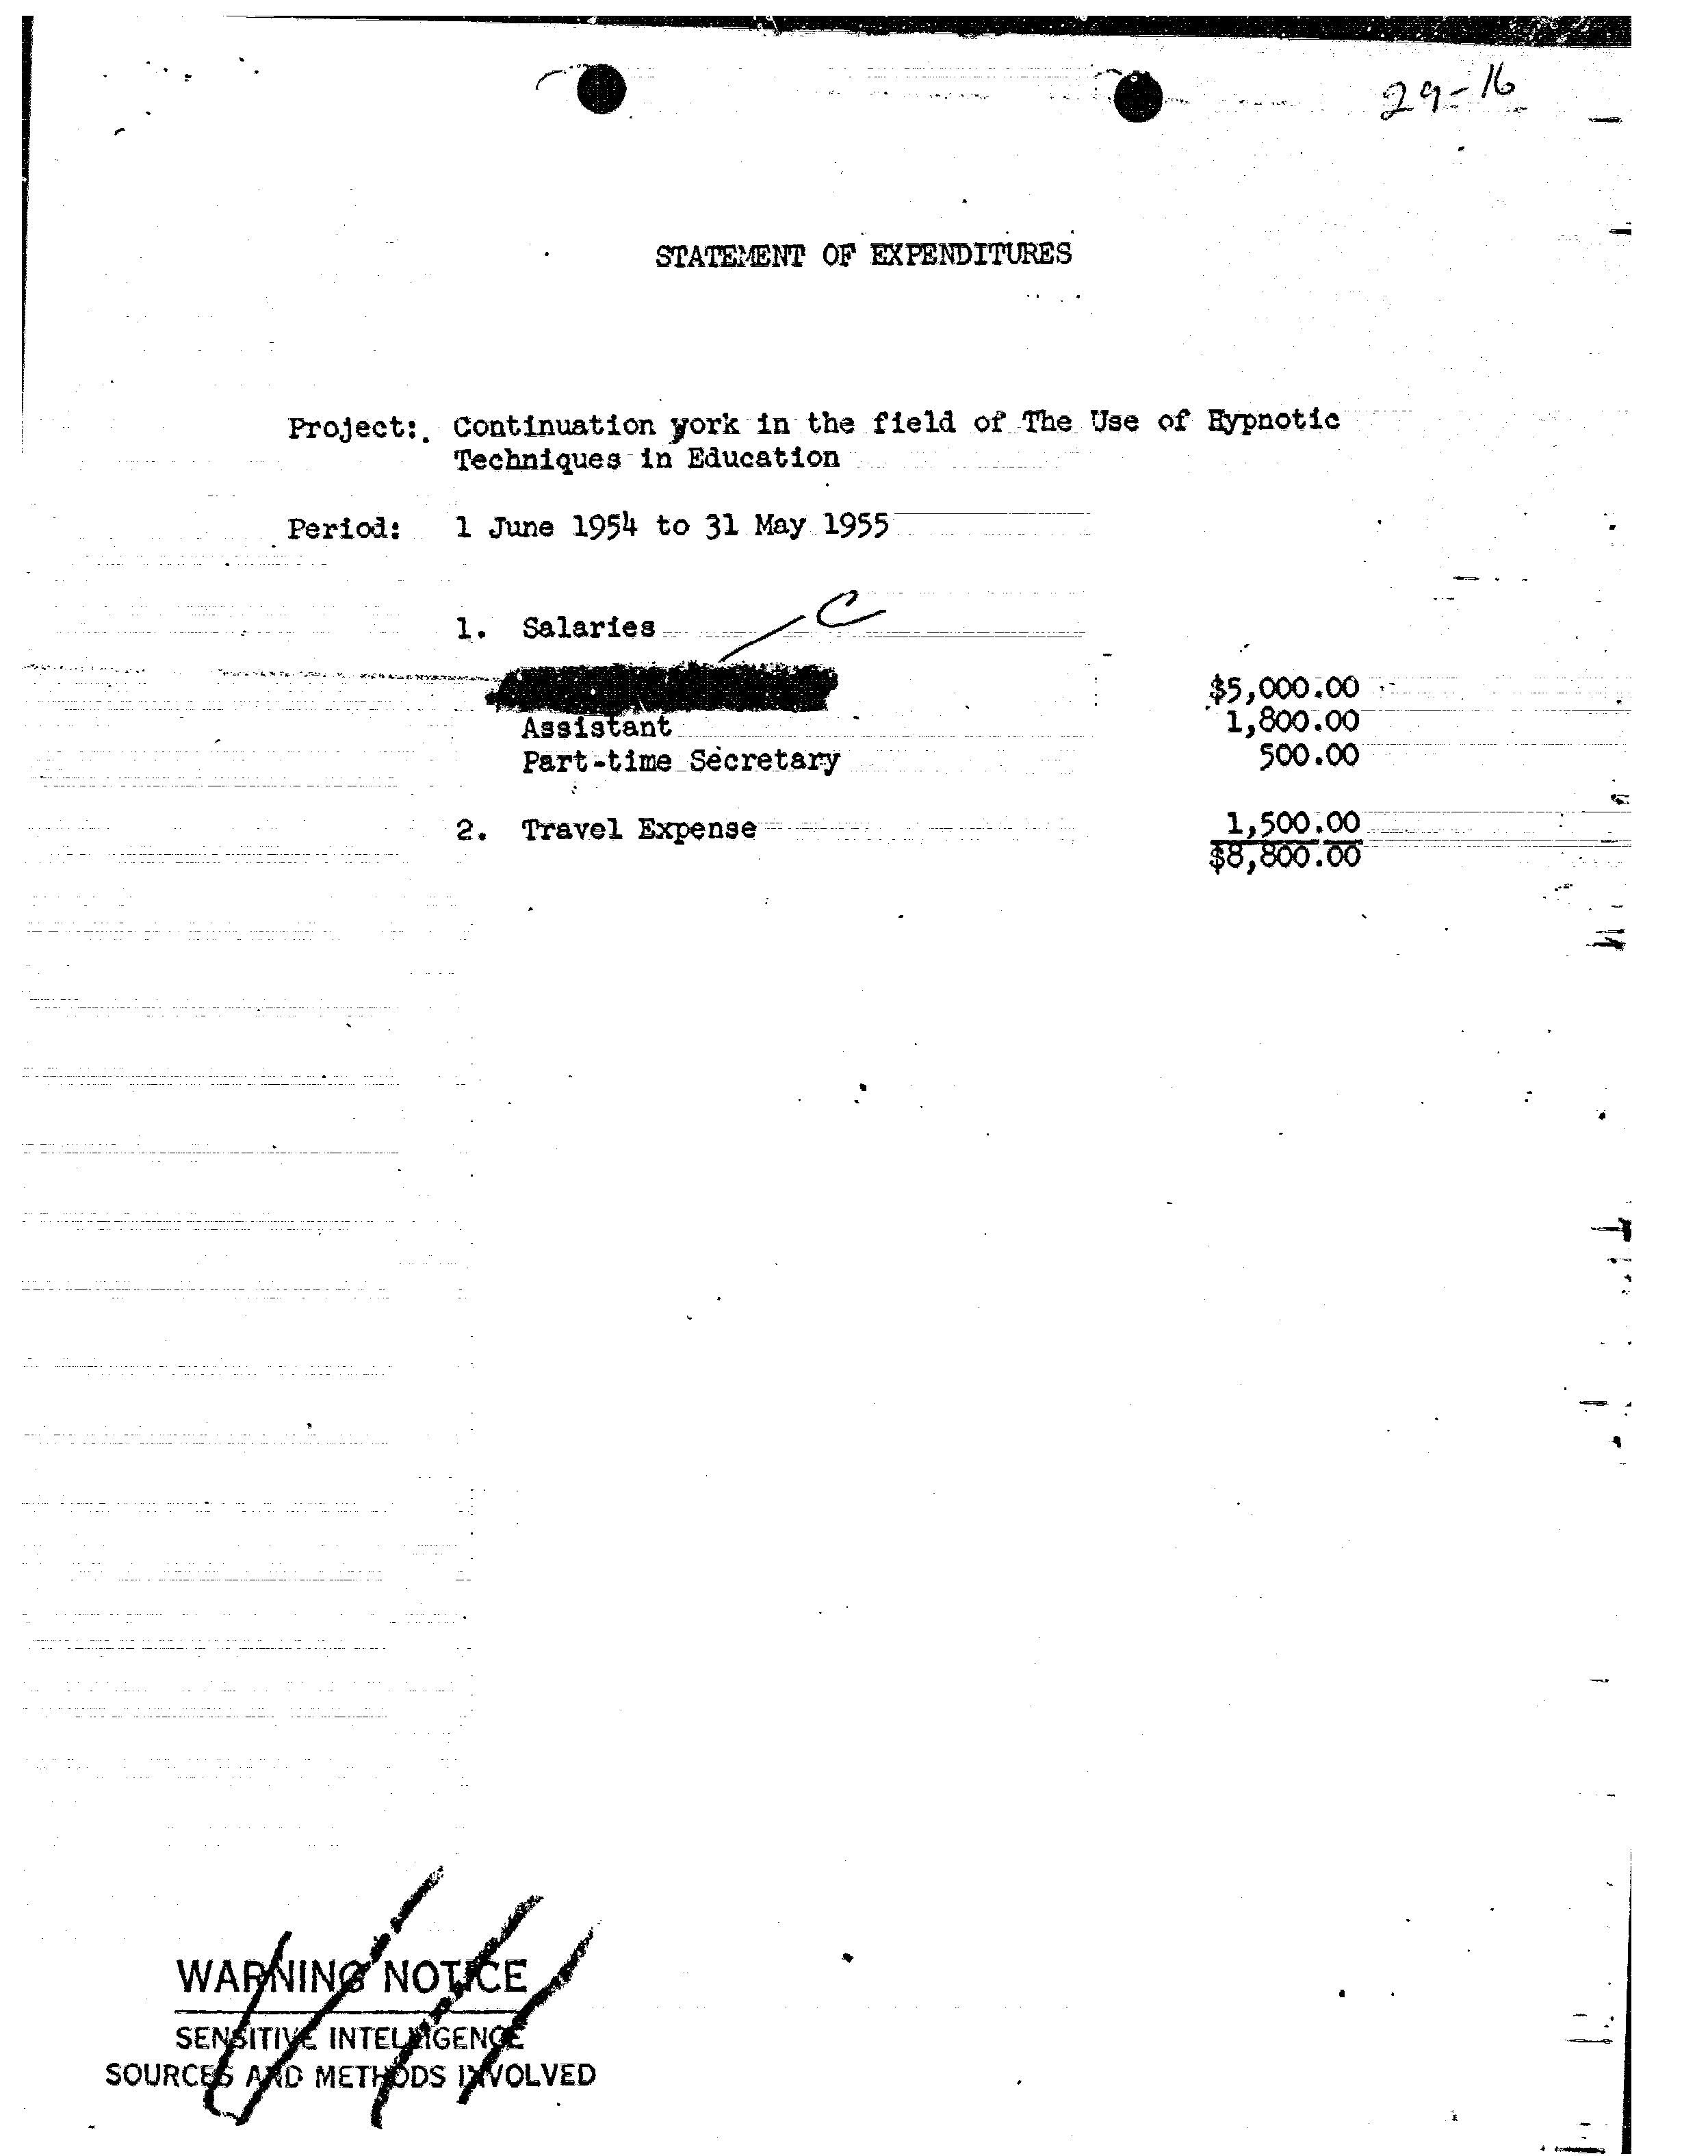 29-16
STATEMENT OF EXPENDITURES
Project: Continuation york in the field of The Use of Hypnotic
Techniques in Education
Period: 1 June 1954 to 31 May 1955
C
1. Salaries
$5,000.00
Assistant 1,800.00
Part-time Secretary 500.00
2. Travel Expense 1,500.00
$8,800.00
WARNING NOTICE
SENSITIVE INTELLIGENCE
SOURCES AND METHODS INVOLVED